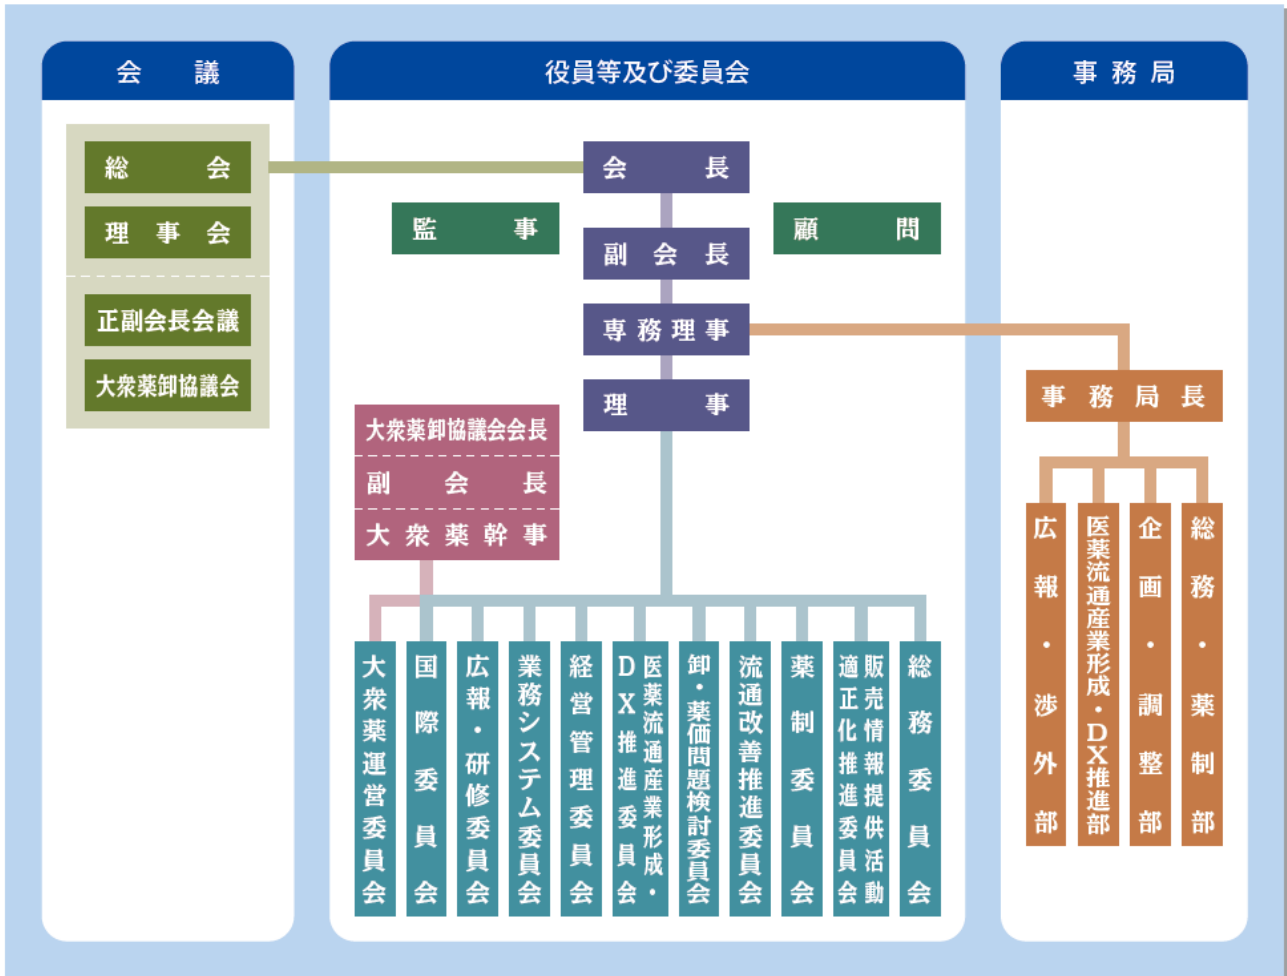 会議
総会
理事会
正副会長会議
大衆薬卸協議会
役員等及び委員会
会長
監事
顧問
副会長
専務理事
理事
大衆薬卸協議会会長
副会長
大衆薬幹事
総務委員会
販売情報提供活動
適正化推進委員会
薬制委員会
流通改善推進委員会
卸・薬価問題検討委員会
医薬流通産業形成・
DX推進委員会
経営管理委員会
業務システム委員会
広報・研修委員会
国際委員会
大衆薬運営委員会
事務局
事務局長
総務・薬制部
企画・調整部
医薬流通産業形成・DX推進部
広報・渉外部